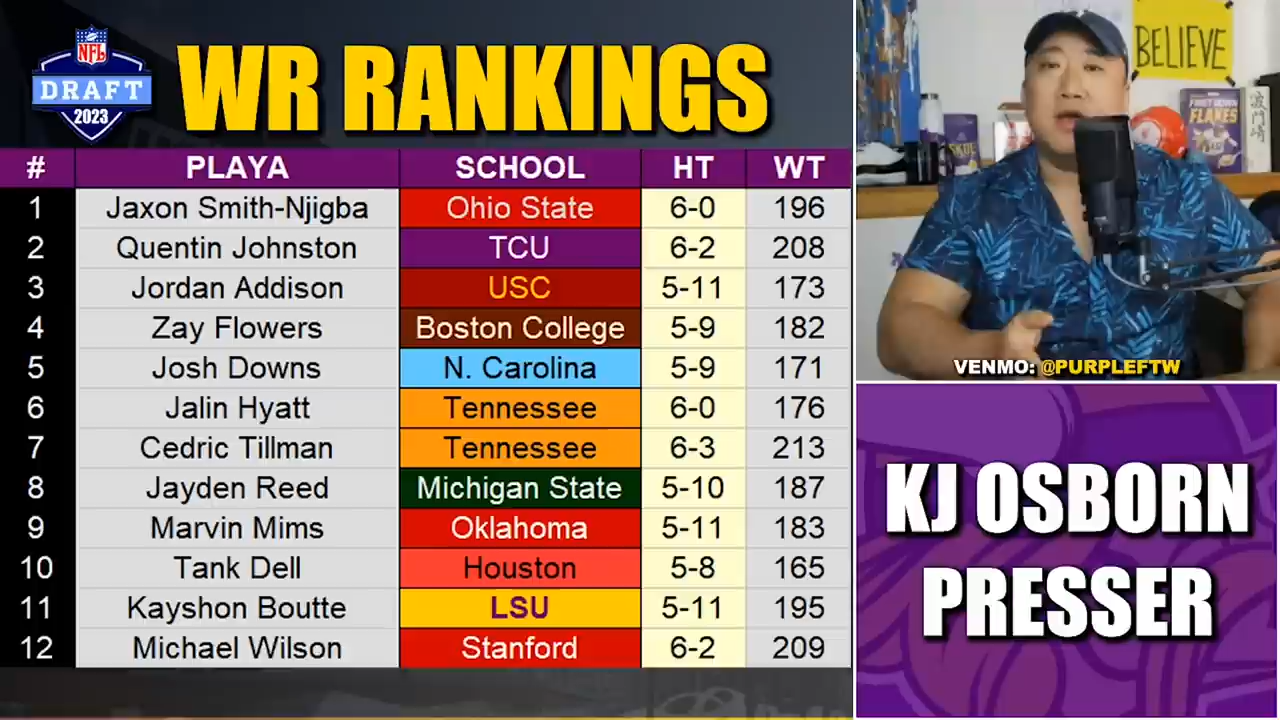 NFL
DRAFT
2023
WR RANKINGS
# PLAYA SCHOOL HT WT
1 Jaxon Smith-Njigba Ohio State 6-0 196
2 Quentin Johnston TCU 6-2 208
3 Jordan Addison USC 5-11 173
4 Zay Flowers Boston College 5-9 182
5 Josh Downs N. Carolina 5-9 171
6 Jalin Hyatt Tennessee 6-0 176
7 Cedric Tillman Tennessee 6-3 213
8 Jayden Reed Michigan State 5-10 187
9 Marvin Mims Oklahoma 5-11 183
10 Tank Dell Houston 5-8 165
11 Kayshon Boutte LSU 5-11 195
12 Michael Wilson Stanford 6-2 209
BELIEVE
SKOL
FLAKES
VENMO: @PURPLEFTW
KJ OSBORN
PRESSER